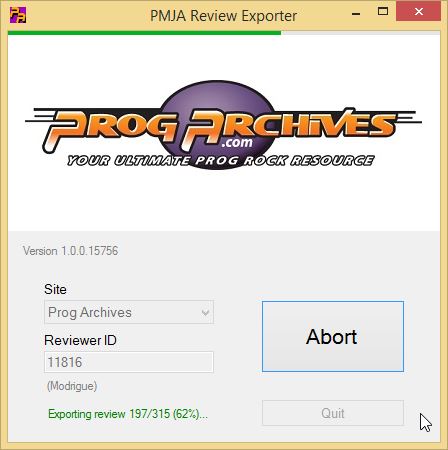 PMJA Review Exporter
PROG ARCHIVES
.com
YOUR ULTIMATE PROG ROCK RESOURCE
Version 1.0.0.15756
Site
Prog Archives
Reviewer ID
11816
(Modrigue)
Exporting review 197/315 (62%)...
Abort
Quit